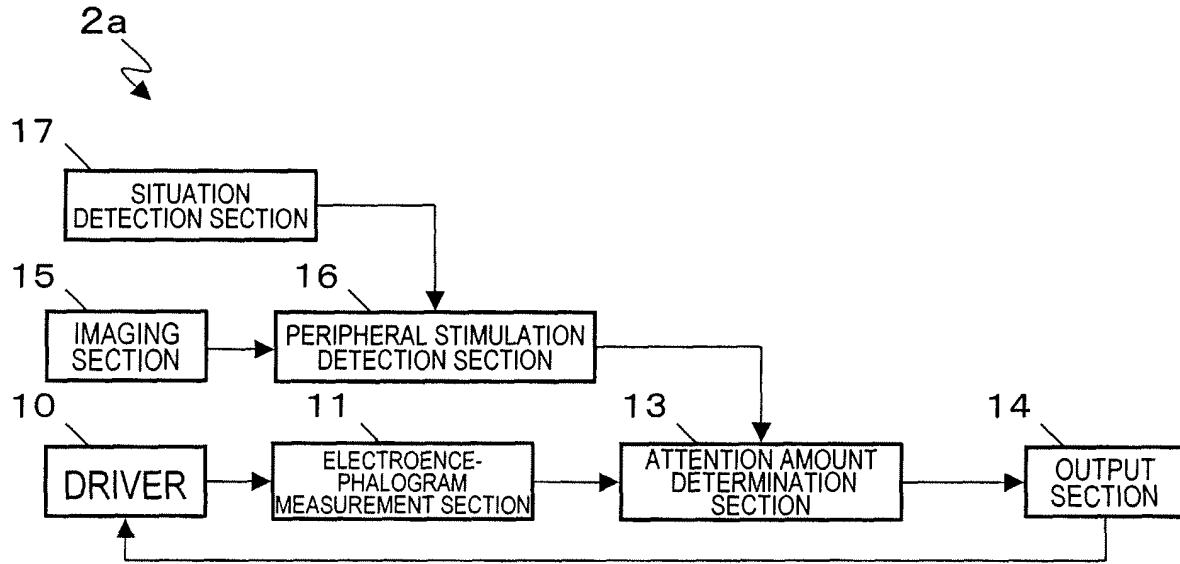 2a
17
SITUATION
DETECTION SECTION
15
IMAGING
SECTION
16
PERIPHERAL STIMULATION
DETECTION SECTION
10
DRIVER
11
ELECTROENCE-
PHALOGRAM
MEASUREMENT SECTION
13
ATTENTION AMOUNT
DETERMINATION
SECTION
14
OUTPUT
SECTION